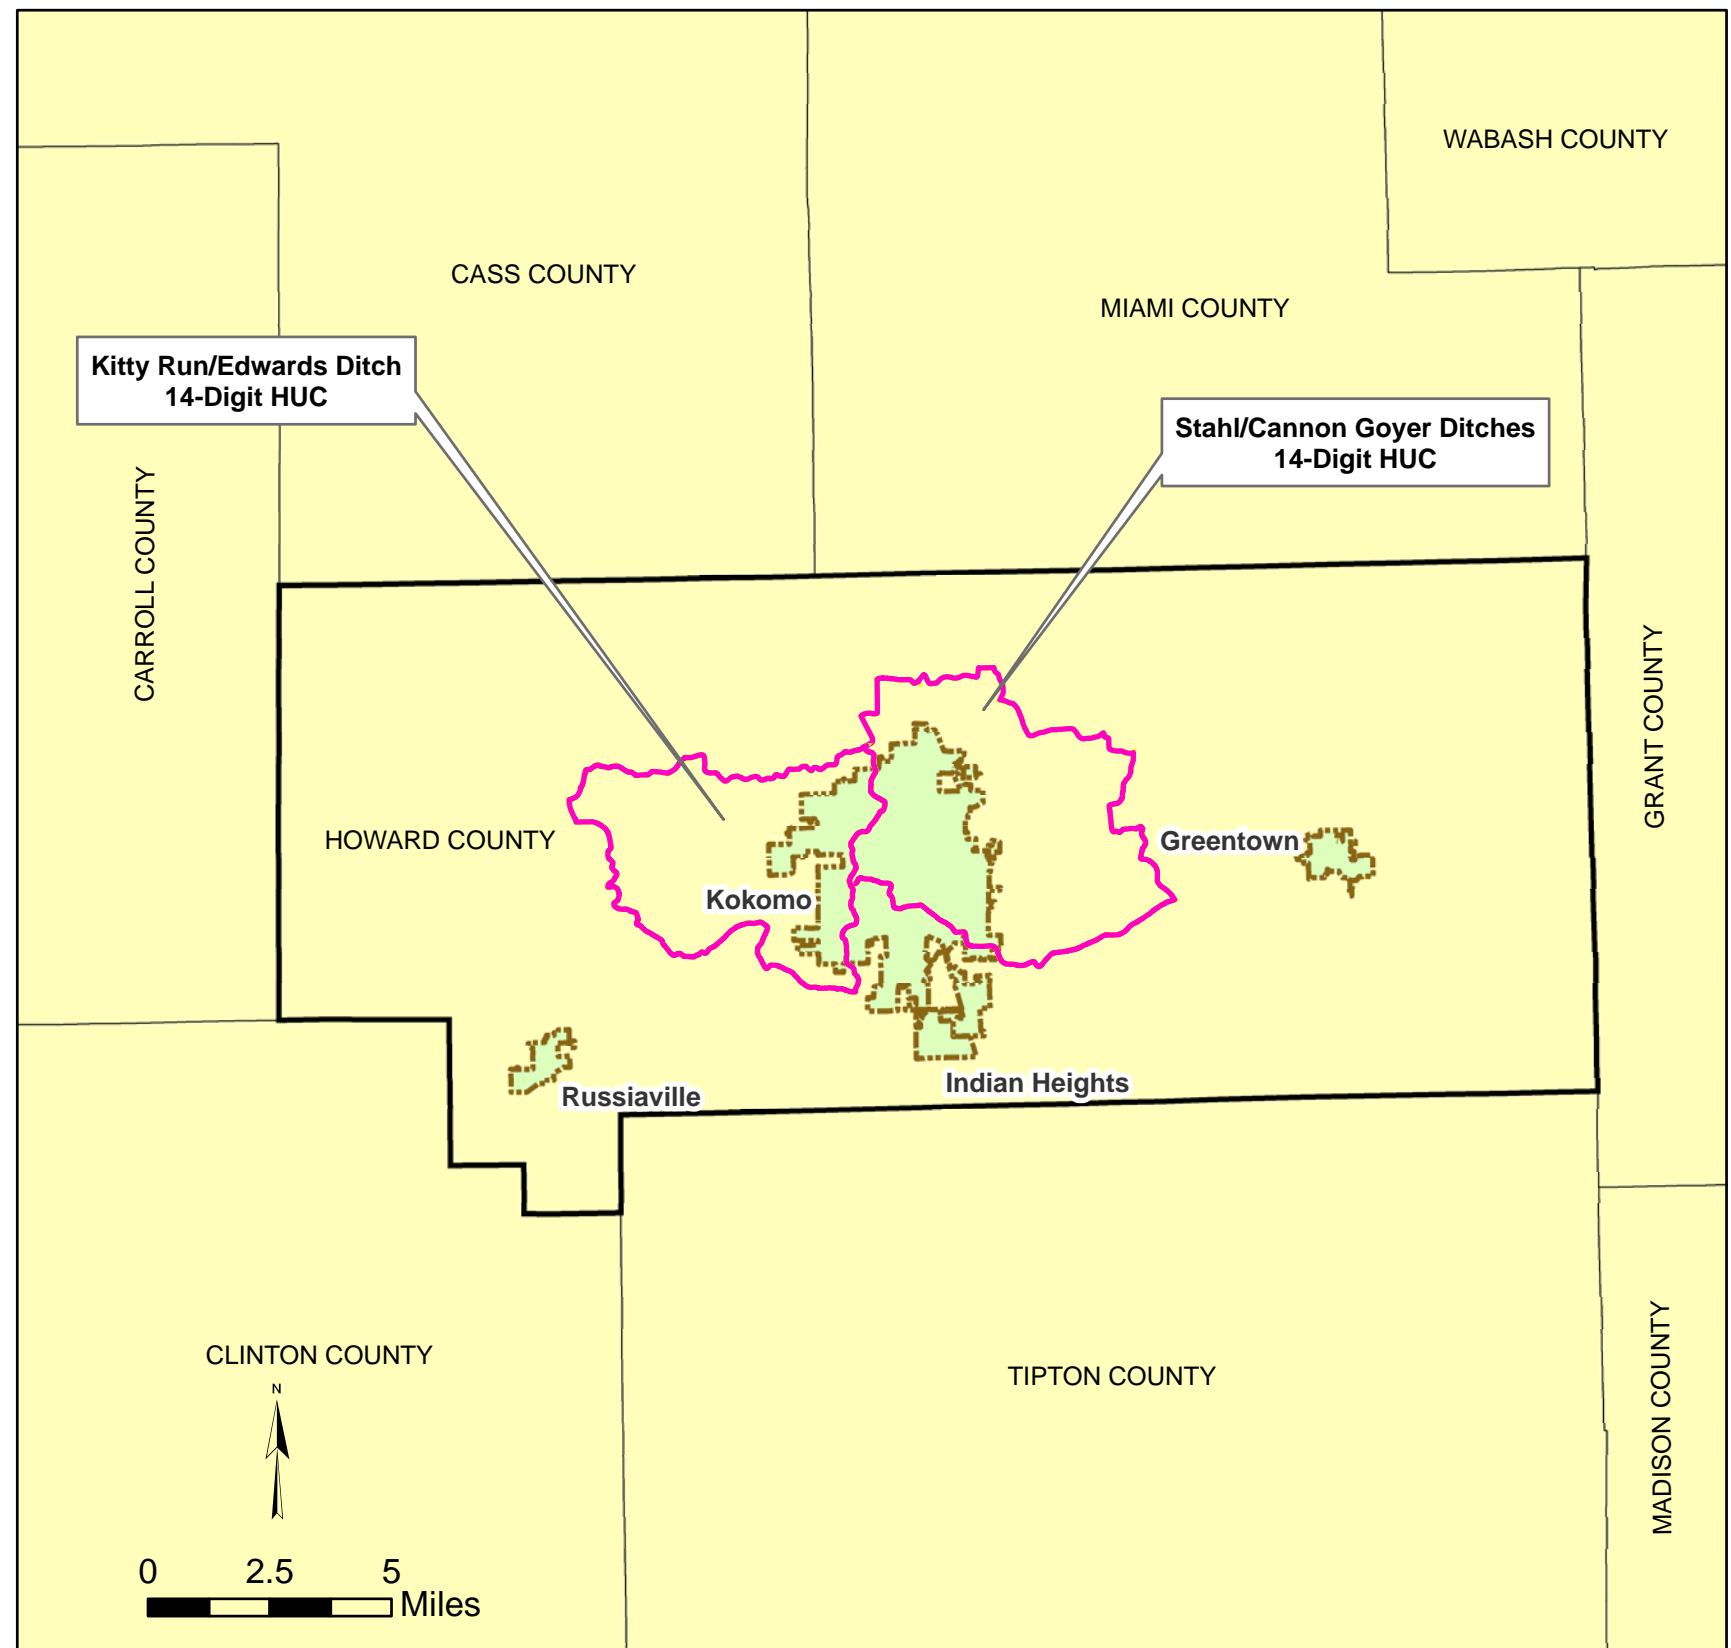 WABASH COUNTY
CASS COUNTY
MIAMI COUNTY
Kitty Run/Edwards Ditch
14-Digit HUC
Stahl/Cannon Goyer Ditches
14-Digit HUC
CARROLL COUNTY
GRANT COUNTY
HOWARD COUNTY
Greentown
Kokomo
Indian Heights
Russiaville
CLINTON COUNTY
TIPTON COUNTY
MADISON COUNTY
N
0 2.5 5
Miles